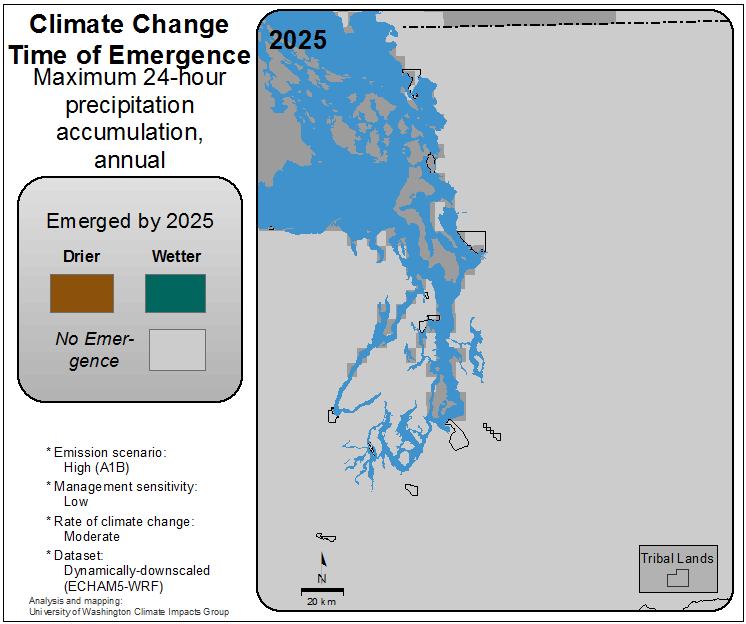 Climate Change
Time of Emergence
Maximum 24-hour
precipitation
accumulation,
annual
Emerged by 2025
Drier
Wetter
No Emer-
gence
* Emission scenario:
High (A1B)
* Management sensitivity:
Low
* Rate of climate change:
Moderate
* Dataset:
Dynamically-downscaled
(ECHAM5-WRF)
Analysis and mapping:
University of Washington Climate Impacts Group
2025
N
20 km
Tribal Lands